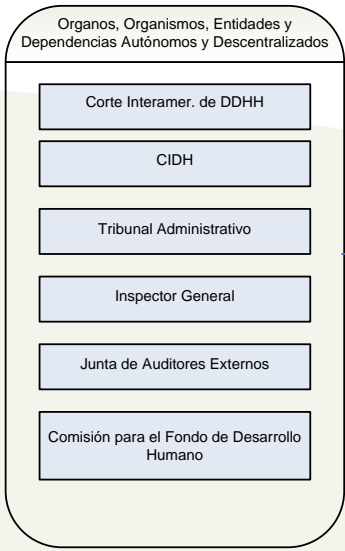 Organos, Organismos, Entidades y
Dependencias Autónomos y Descentralizados
Corte Interamer. de DDHH
CIDH
Tribunal Administrativo
Inspector General
Junta de Auditores Externos
Comisión para el Fondo de Desarrollo
Humano